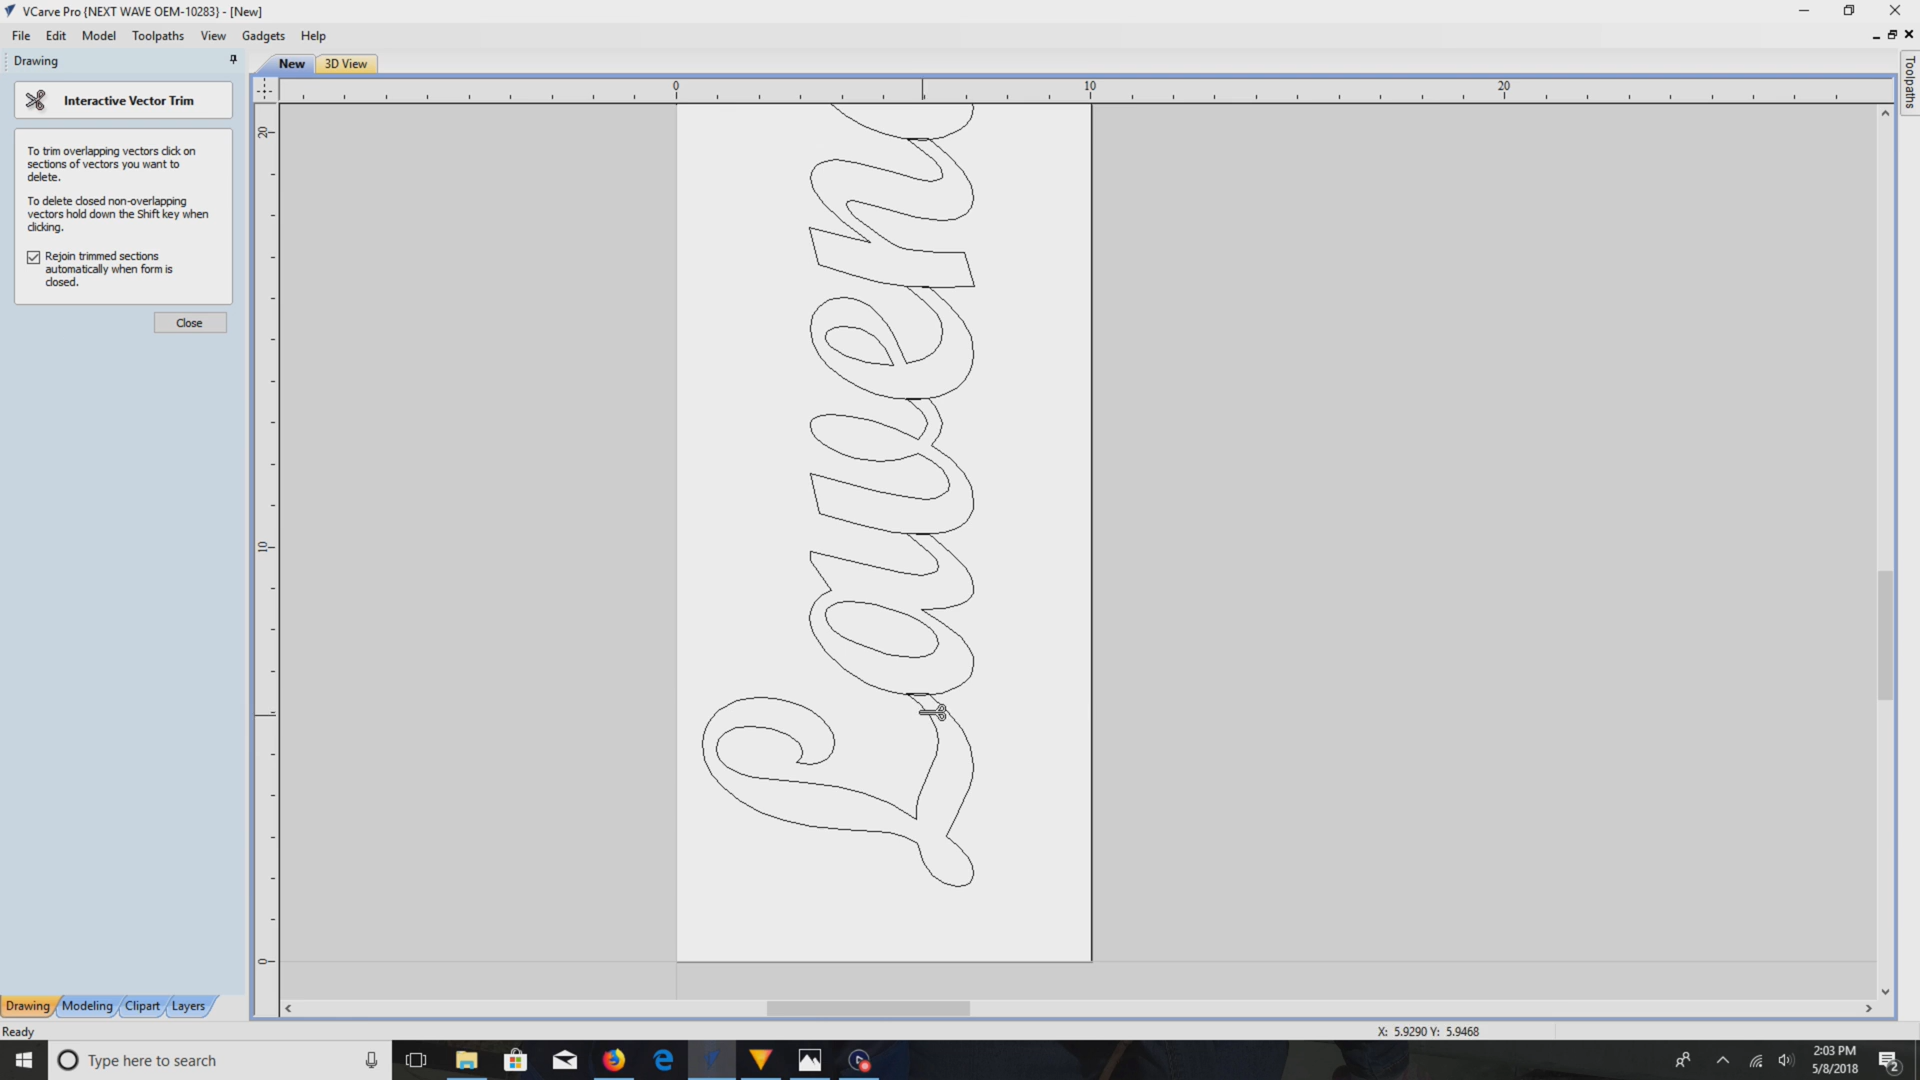 VCarve Pro {NEXT WAVE OEM-10283} - [New]
File Edit Model Toolpaths View Gadgets Help
Drawing
New 3D View
Toolpaths
Interactive Vector Trim
To trim overlapping vectors click on
sections of vectors you want to
delete.
To delete closed non-overlapping
vectors hold down the Shift key when
clicking.
Rejoin trimmed sections
automatically when form is
closed.
Close
0 10 20
20
10
0
Drawing Modeling Clipart Layers
Ready
X: 5.9290 Y: 5.9468
Type here to search
2:03 PM
5/8/2018
2